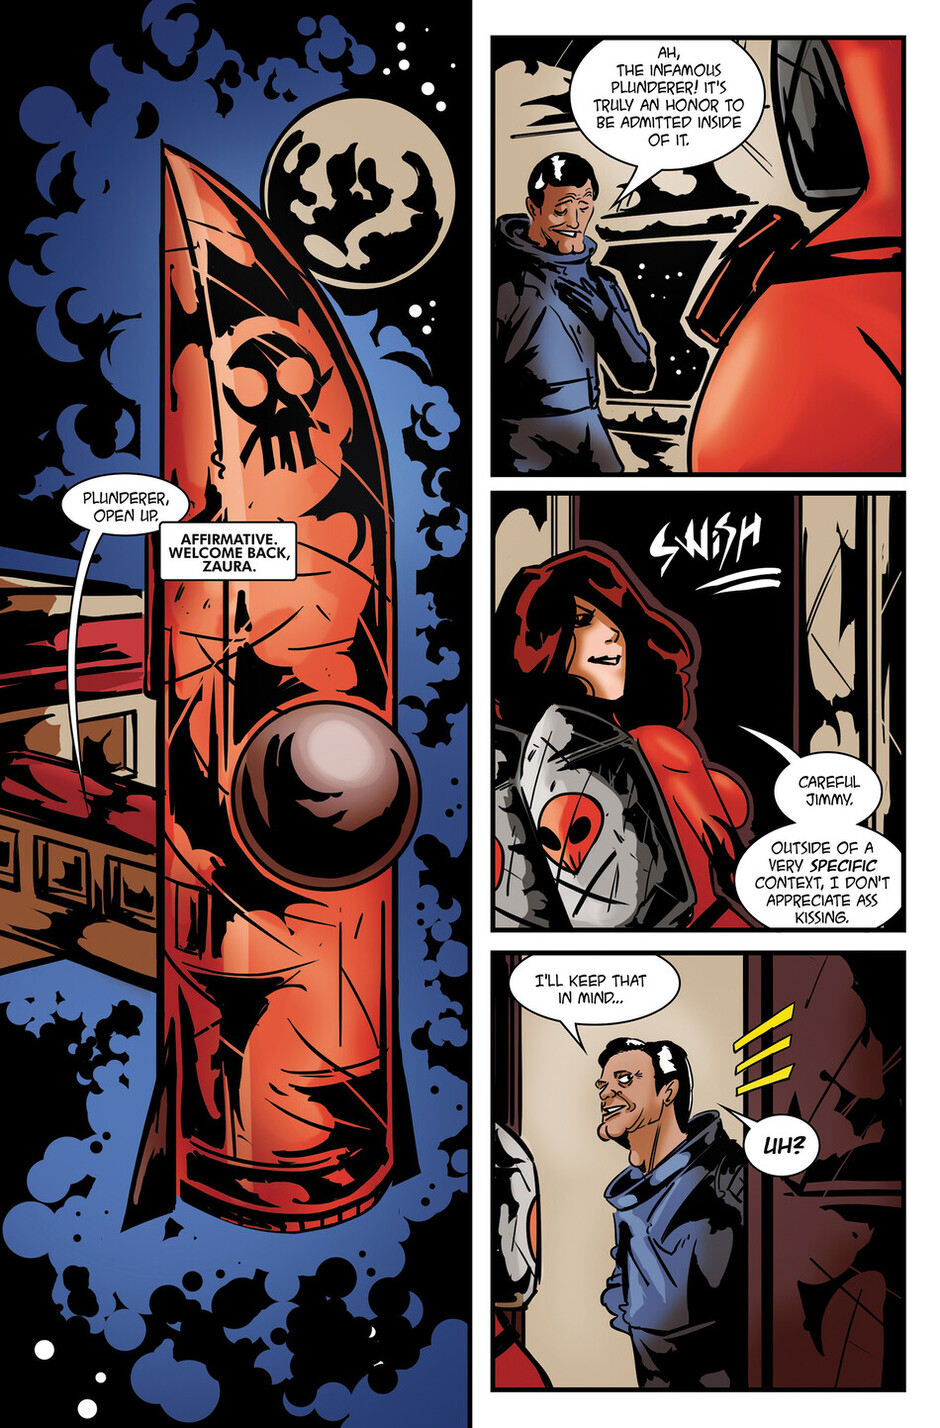 PLUNDERER,
OPEN UP.
AFFIRMATIVE.
WELCOME BACK,
ZAURA.
AH,
THE INFAMOUS
PLUNDERER! IT'S
TRULY AN HONOR TO
BE ADMITTED INSIDE
OF IT.
SWISH
CAREFUL
JIMMY.
OUTSIDE OF A
VERY SPECIFIC
CONTEXT, I DON'T
APPRECIATE ASS
KISSING.
I'LL KEEP THAT
IN MIND...
UH?